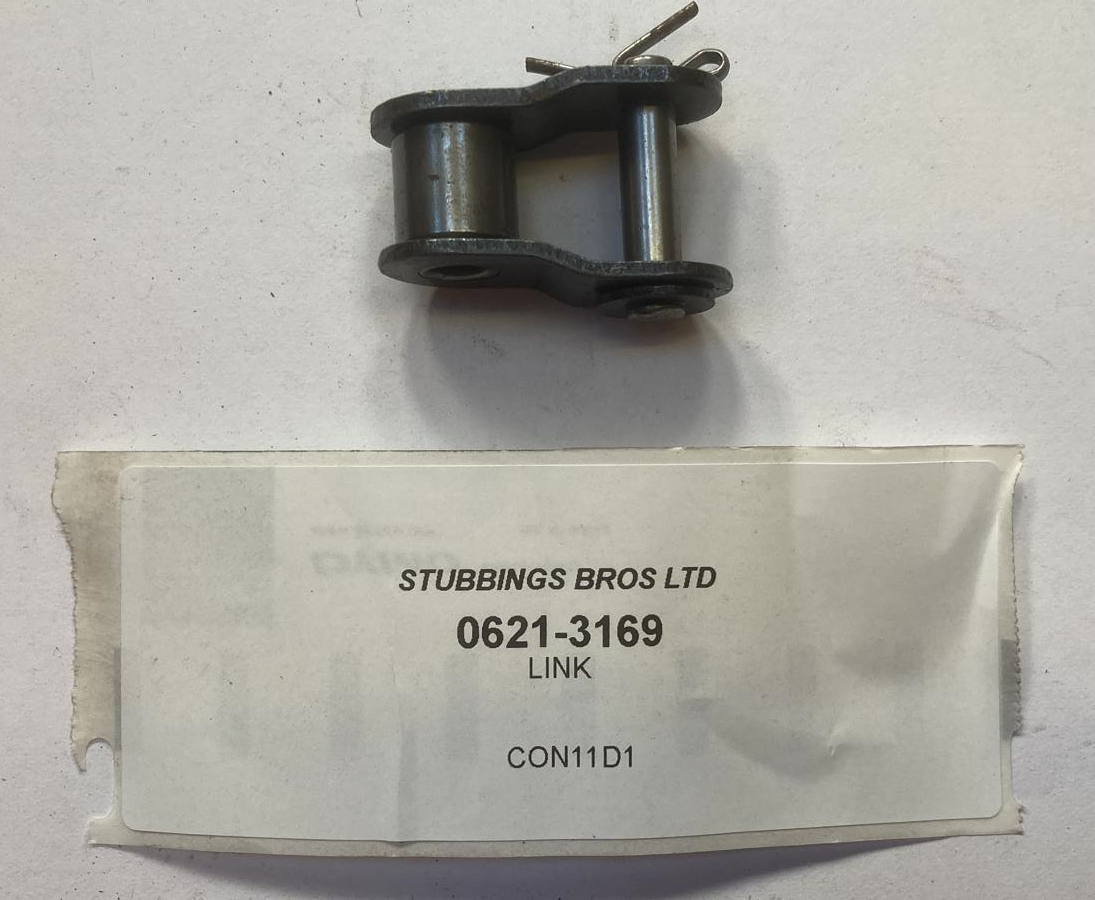 STUBBINGS BROS LTD
0621-3169
LINK
CON11D1